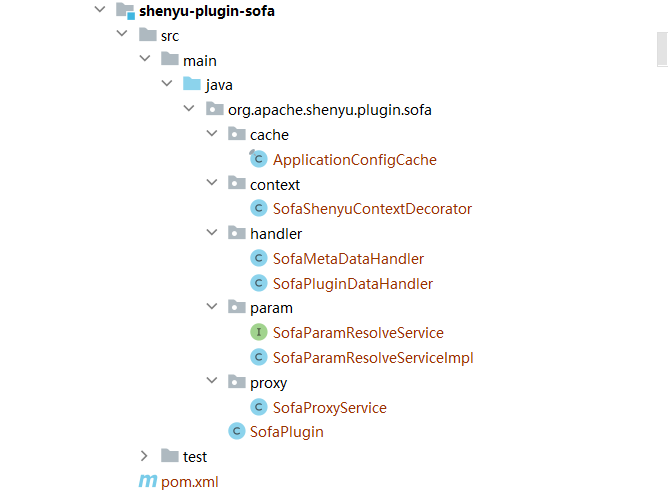 shenyu-plugin-sofa
src
main
java
org.apache.shenyu.plugin.sofa
cache
C ApplicationConfigCache
context
C SofaShenyuContextDecorator
handler
C SofaMetaDataHandler
C SofaPluginDataHandler
param
I SofaParamResolveService
C SofaParamResolveServiceImpl
proxy
C SofaProxyService
C SofaPlugin
test
m pom.xml